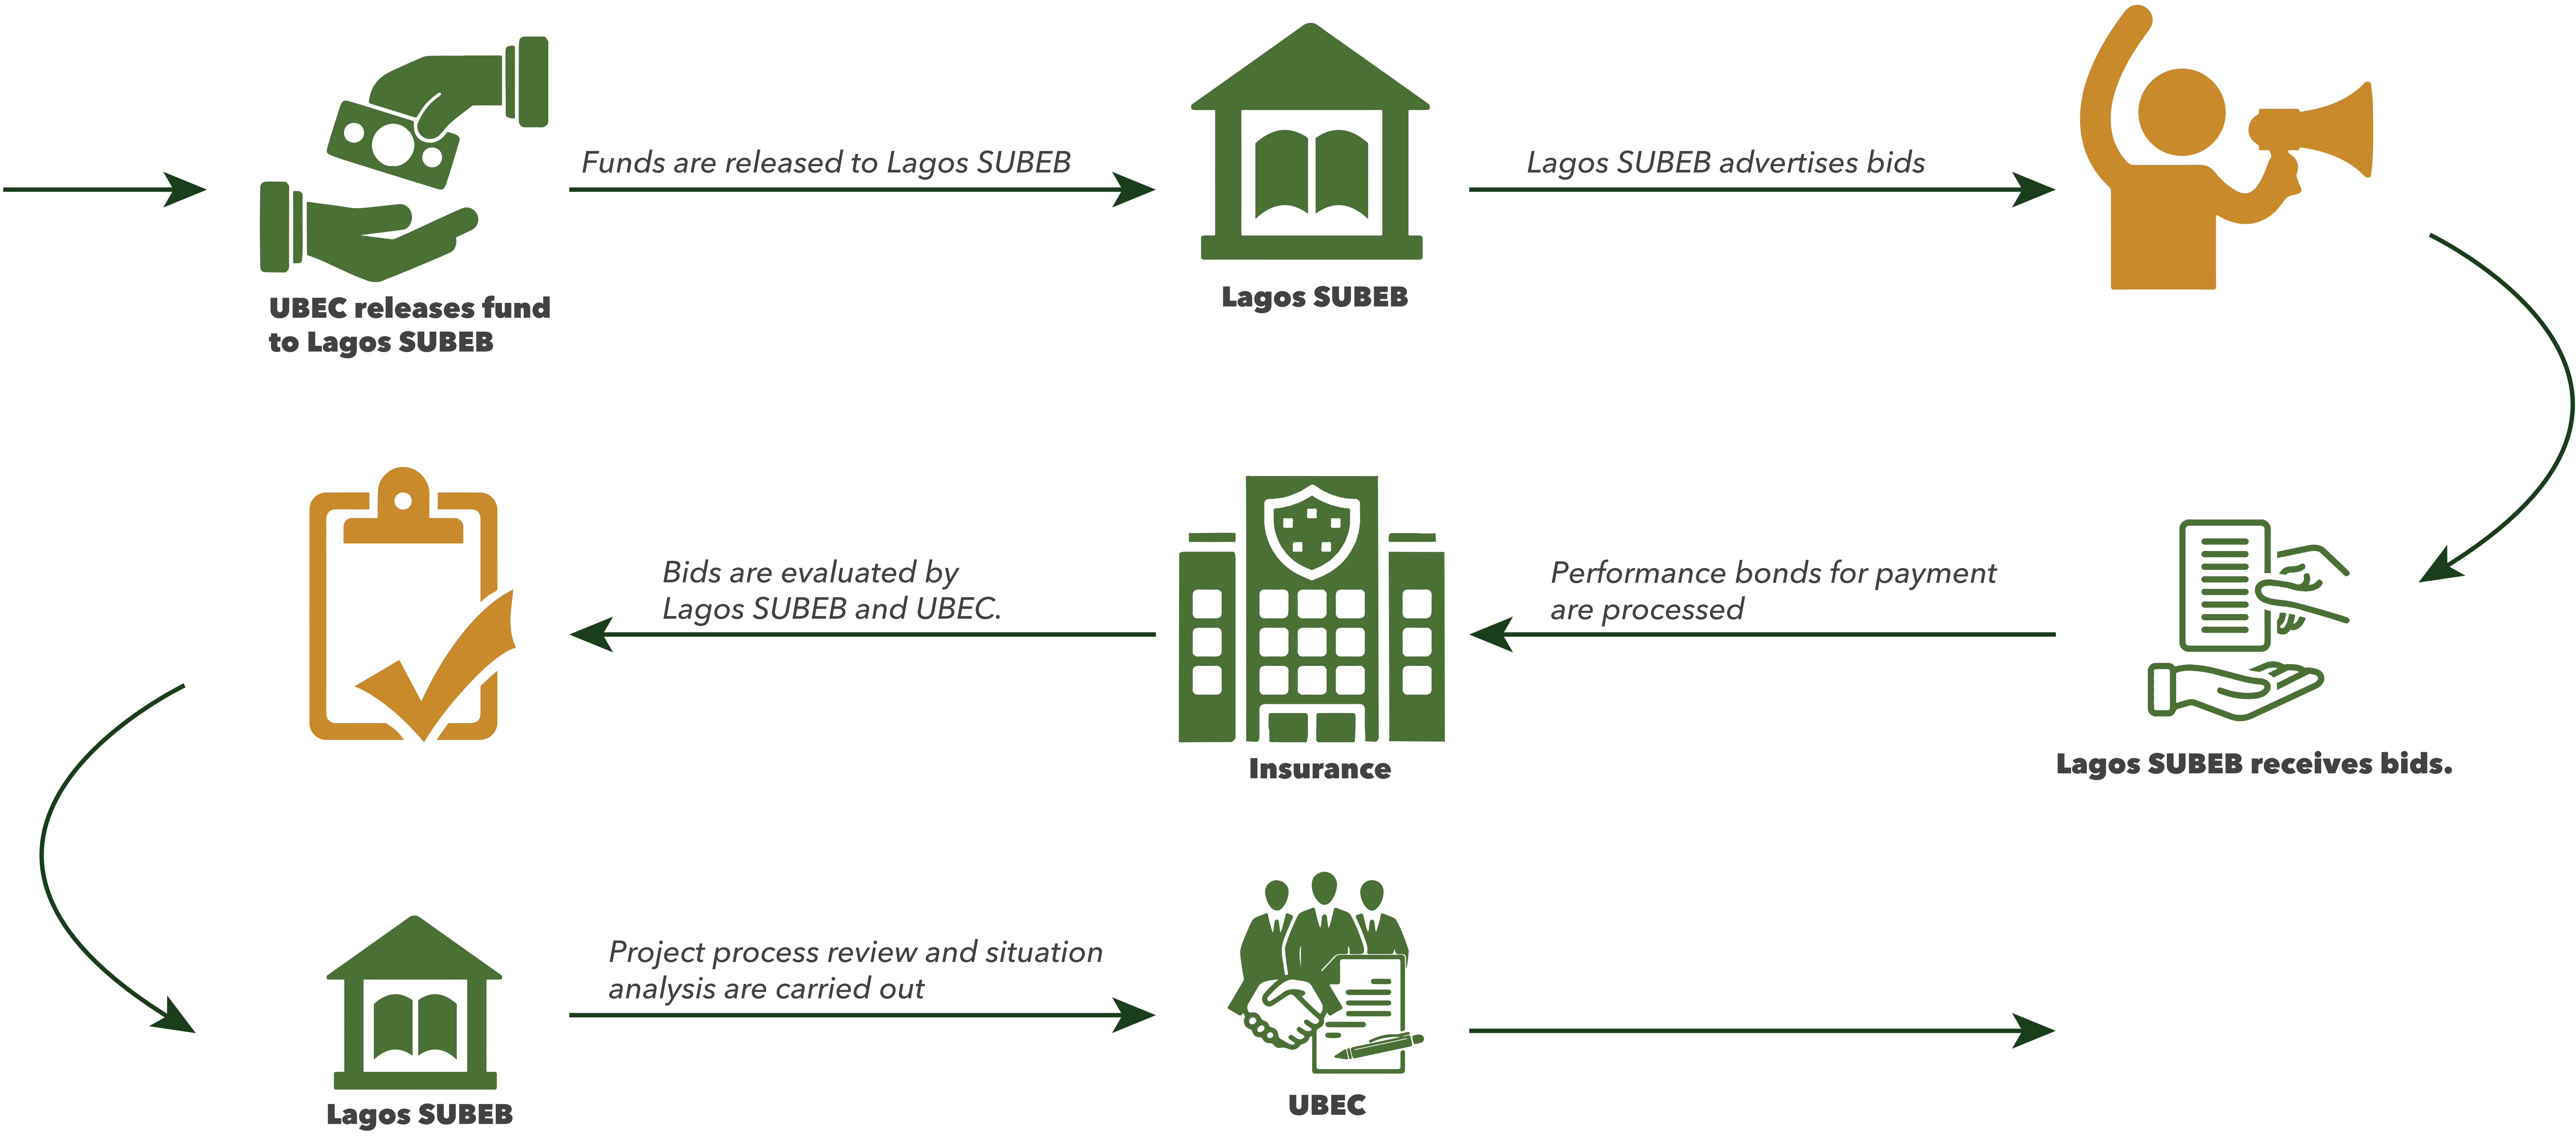 Funds are released to Lagos SUBEB
Lagos SUBEB advertises bids
UBEC releases fund
to Lagos SUBEB
Lagos SUBEB
Bids are evaluated by
Lagos SUBEB and UBEC.
Performance bonds for payment
are processed
Insurance
Lagos SUBEB receives bids.
Project process review and situation
analysis are carried out
Lagos SUBEB
UBEC